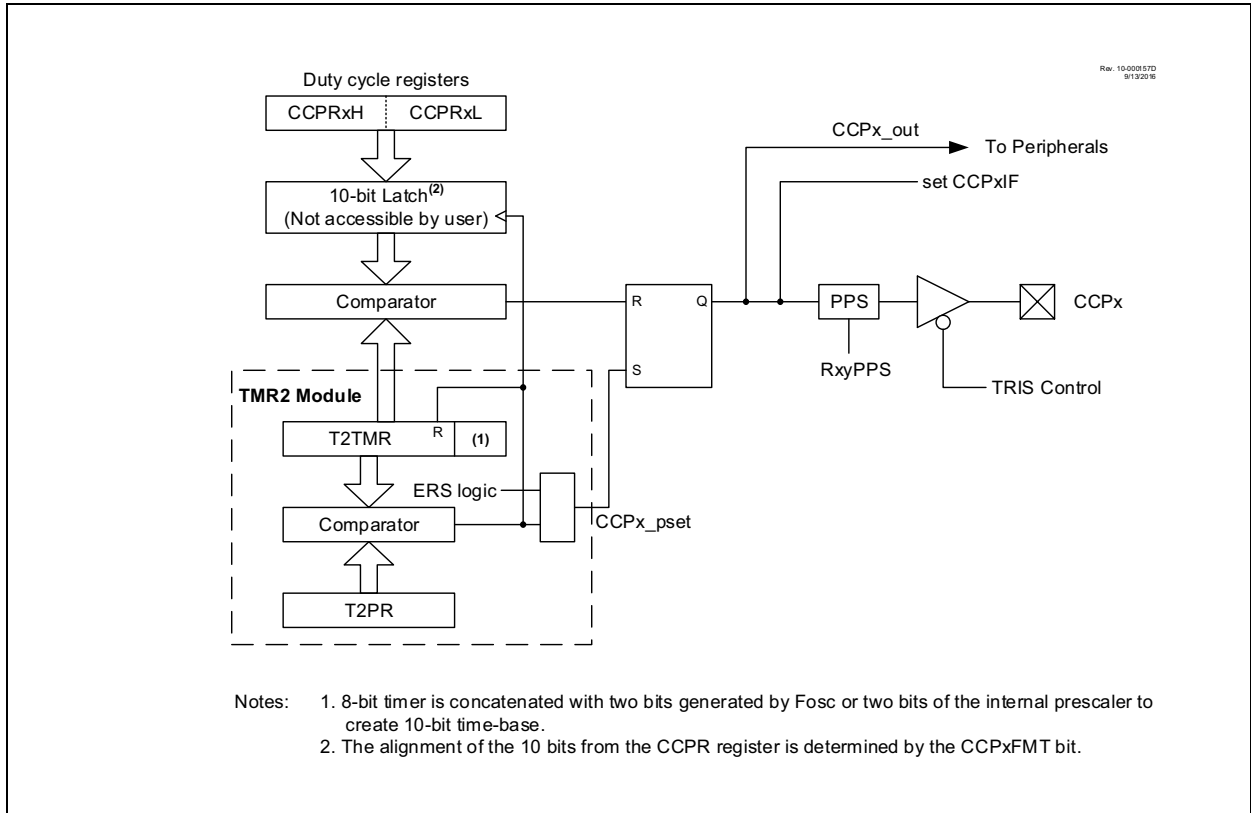 Rev. 10-000157D
9/13/2016
Duty cycle registers
CCPRxH CCPRxL
CCPx_out
To Peripherals
set CCPxIF
10-bit Latch(2)
(Not accessible by user)
Comparator
R Q
PPS
CCPx
RxyPPS
S
TRIS Control
TMR2 Module
T2TMR R (1)
ERS logic
Comparator
CCPx_pset
T2PR
Notes: 1. 8-bit timer is concatenated with two bits generated by Fosc or two bits of the internal prescaler to
create 10-bit time-base.
2. The alignment of the 10 bits from the CCPR register is determined by the CCPxFMT bit.